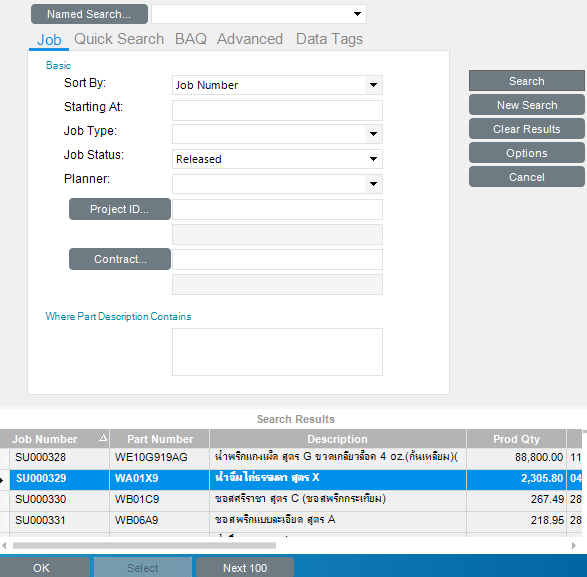 Named Search...
Job Quick Search BAQ Advanced Data Tags
Basic
Sort By: Job Number
Starting At:
Job Type:
Job Status: Released
Planner:
Project ID...
Contract...
Where Part Description Contains
Search
New Search
Clear Results
Options
Cancel
Search Results
Job Number Part Number Description Prod Qty
SU000328 WE10G919AG น้ำพริกแกงเผ็ด สูตร G ขวดเกลียวล็อค 4 oz.(ก้นเหลี่ยม)( 88,800.00 11
SU000329 WA01X9 น้ำจิ้มไก่ธรรมดา สูตร X 2,305.80 04
SU000330 WB01C9 ซอสศรีราชา สูตร C (ซอสพริกกระเทียม) 267.49 28
SU000331 WB06A9 ซอสพริกแบบละเอียด สูตร A 218.95 28
OK Select Next 100